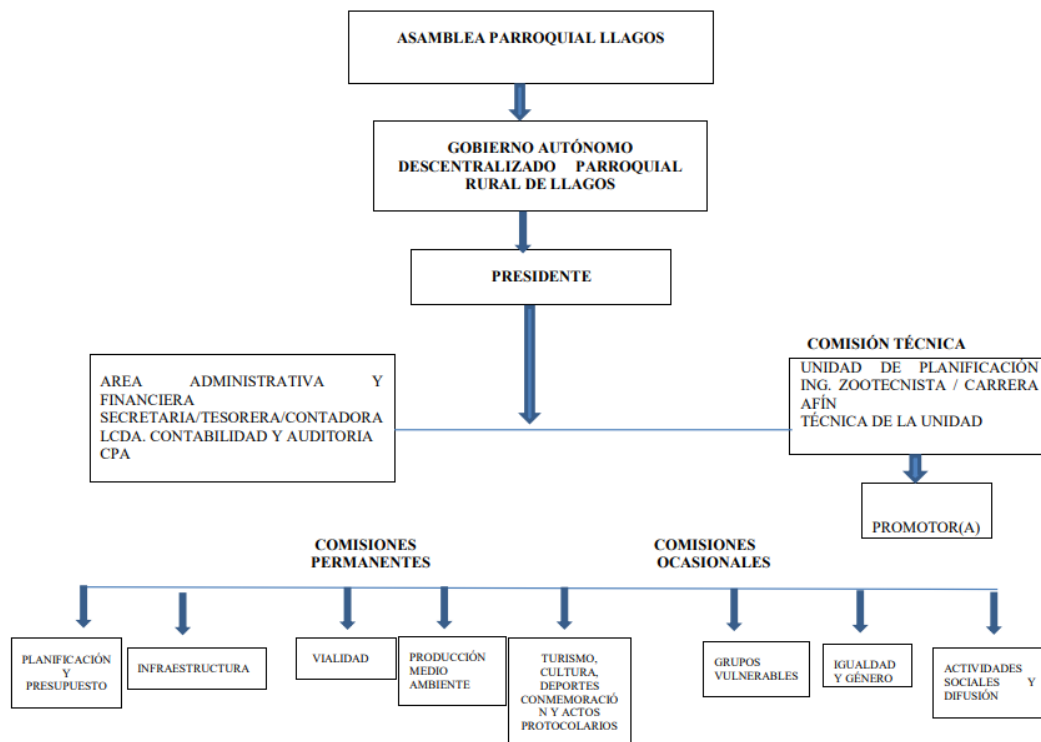 ASAMBLEA PARROQUIAL LLAGOS
GOBIERNO AUTÓNOMO
DESCENTRALIZADO PARROQUIAL
RURAL DE LLAGOS
PRESIDENTE
AREA ADMINISTRATIVA Y
FINANCIERA
SECRETARIA/TESORERA/CONTADORA
LCDA. CONTABILIDAD Y AUDITORIA
CPA
COMISIÓN TÉCNICA
UNIDAD DE PLANIFICACIÓN
ING. ZOOTECNISTA / CARRERA
AFÍN
TÉCNICA DE LA UNIDAD
PROMOTOR(A)
COMISIONES
PERMANENTES
COMISIONES
OCASIONALES
PLANIFICACIÓN
Y
PRESUPUESTO
INFRAESTRUCTURA
VIALIDAD
PRODUCCIÓN
MEDIO
AMBIENTE
TURISMO,
CULTURA,
DEPORTES
CONMEMORACIÓ
N Y ACTOS
PROTOCOLARIOS
GRUPOS
VULNERABLES
IGUALDAD
Y GÉNERO
ACTIVIDADES
SOCIALES Y
DIFUSIÓN